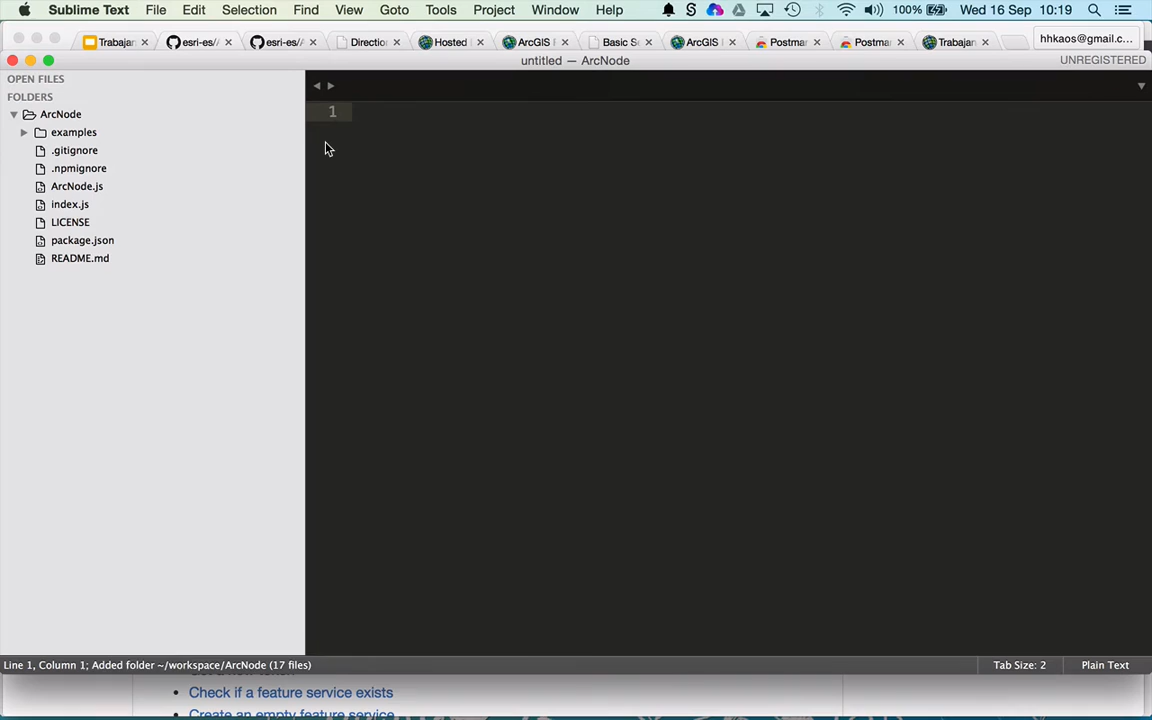 Sublime Text File Edit Selection Find View Goto Tools Project Window Help 100% Wed 16 Sep 10:19
Trabajan esri-es/ esri-es/ Directio Hosted ArcGIS Basic Se ArcGIS Postman Postman Trabajan hhkaos@gmail.c...
untitled — ArcNode UNREGISTERED
OPEN FILES
FOLDERS
ArcNode
1
examples
.gitignore
.npmignore
ArcNode.js
index.js
LICENSE
package.json
README.md
Line 1, Column 1; Added folder ~/workspace/ArcNode (17 files) Tab Size: 2 Plain Text
• Check if a feature service exists
• Create an empty feature service